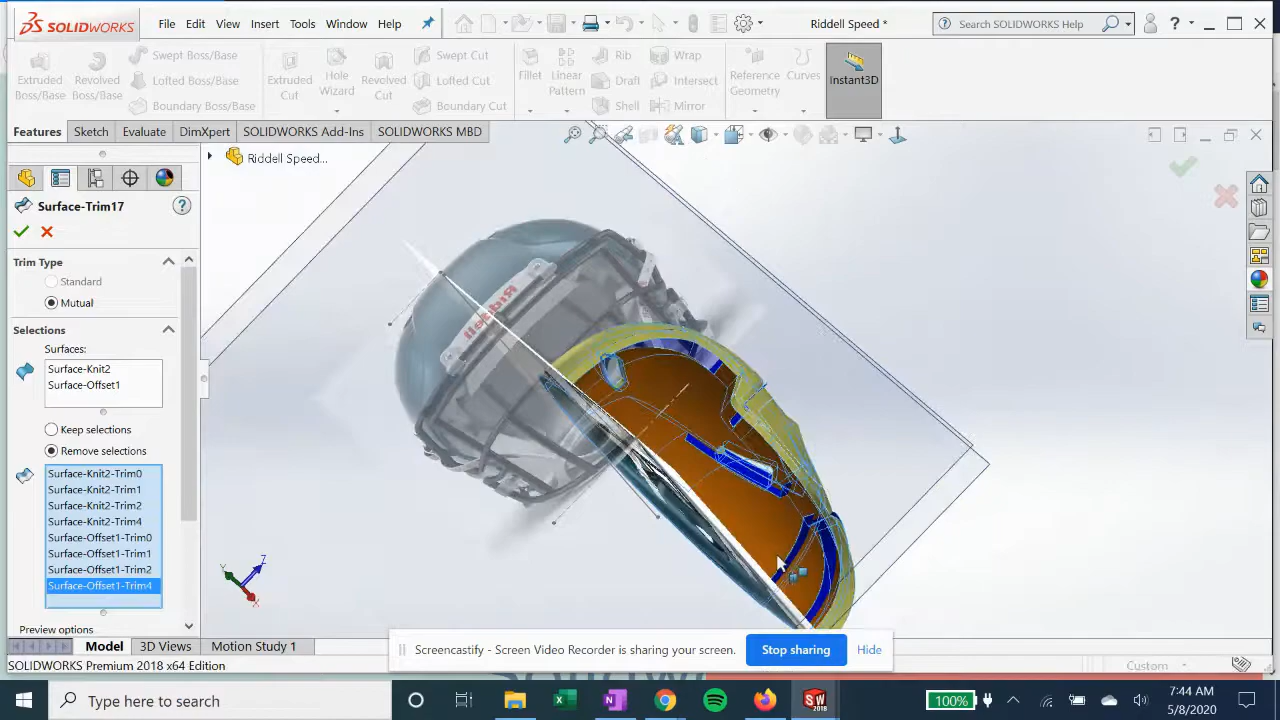 SOLIDWORKS
File Edit View Insert Tools Window Help
Riddell Speed *
Search SOLIDWORKS Help
Extruded Boss/Base
Revolved Boss/Base
Swept Boss/Base
Lofted Boss/Base
Boundary Boss/Base
Extruded Cut
Hole Wizard
Revolved Cut
Swept Cut
Lofted Cut
Boundary Cut
Fillet
Linear Pattern
Rib
Draft
Shell
Wrap
Intersect
Mirror
Reference Geometry
Curves
Instant3D
Features Sketch Evaluate DimXpert SOLIDWORKS Add-Ins SOLIDWORKS MBD
Riddell Speed...
Surface-Trim17
Trim Type
Standard
Mutual
Selections
Surfaces:
Surface-Knit2
Surface-Offset1
Keep selections
Remove selections
Surface-Knit2-Trim0
Surface-Knit2-Trim1
Surface-Knit2-Trim2
Surface-Knit2-Trim4
Surface-Offset1-Trim0
Surface-Offset1-Trim1
Surface-Offset1-Trim2
Surface-Offset1-Trim4
Preview options
Riddell
Y
Z
X
Model 3D Views Motion Study 1
Screencastify - Screen Video Recorder is sharing your screen. Stop sharing Hide
SOLIDWORKS Premium 2018 x64 Edition
Custom
Type here to search
SW
2018
100%
7:44 AM
5/8/2020